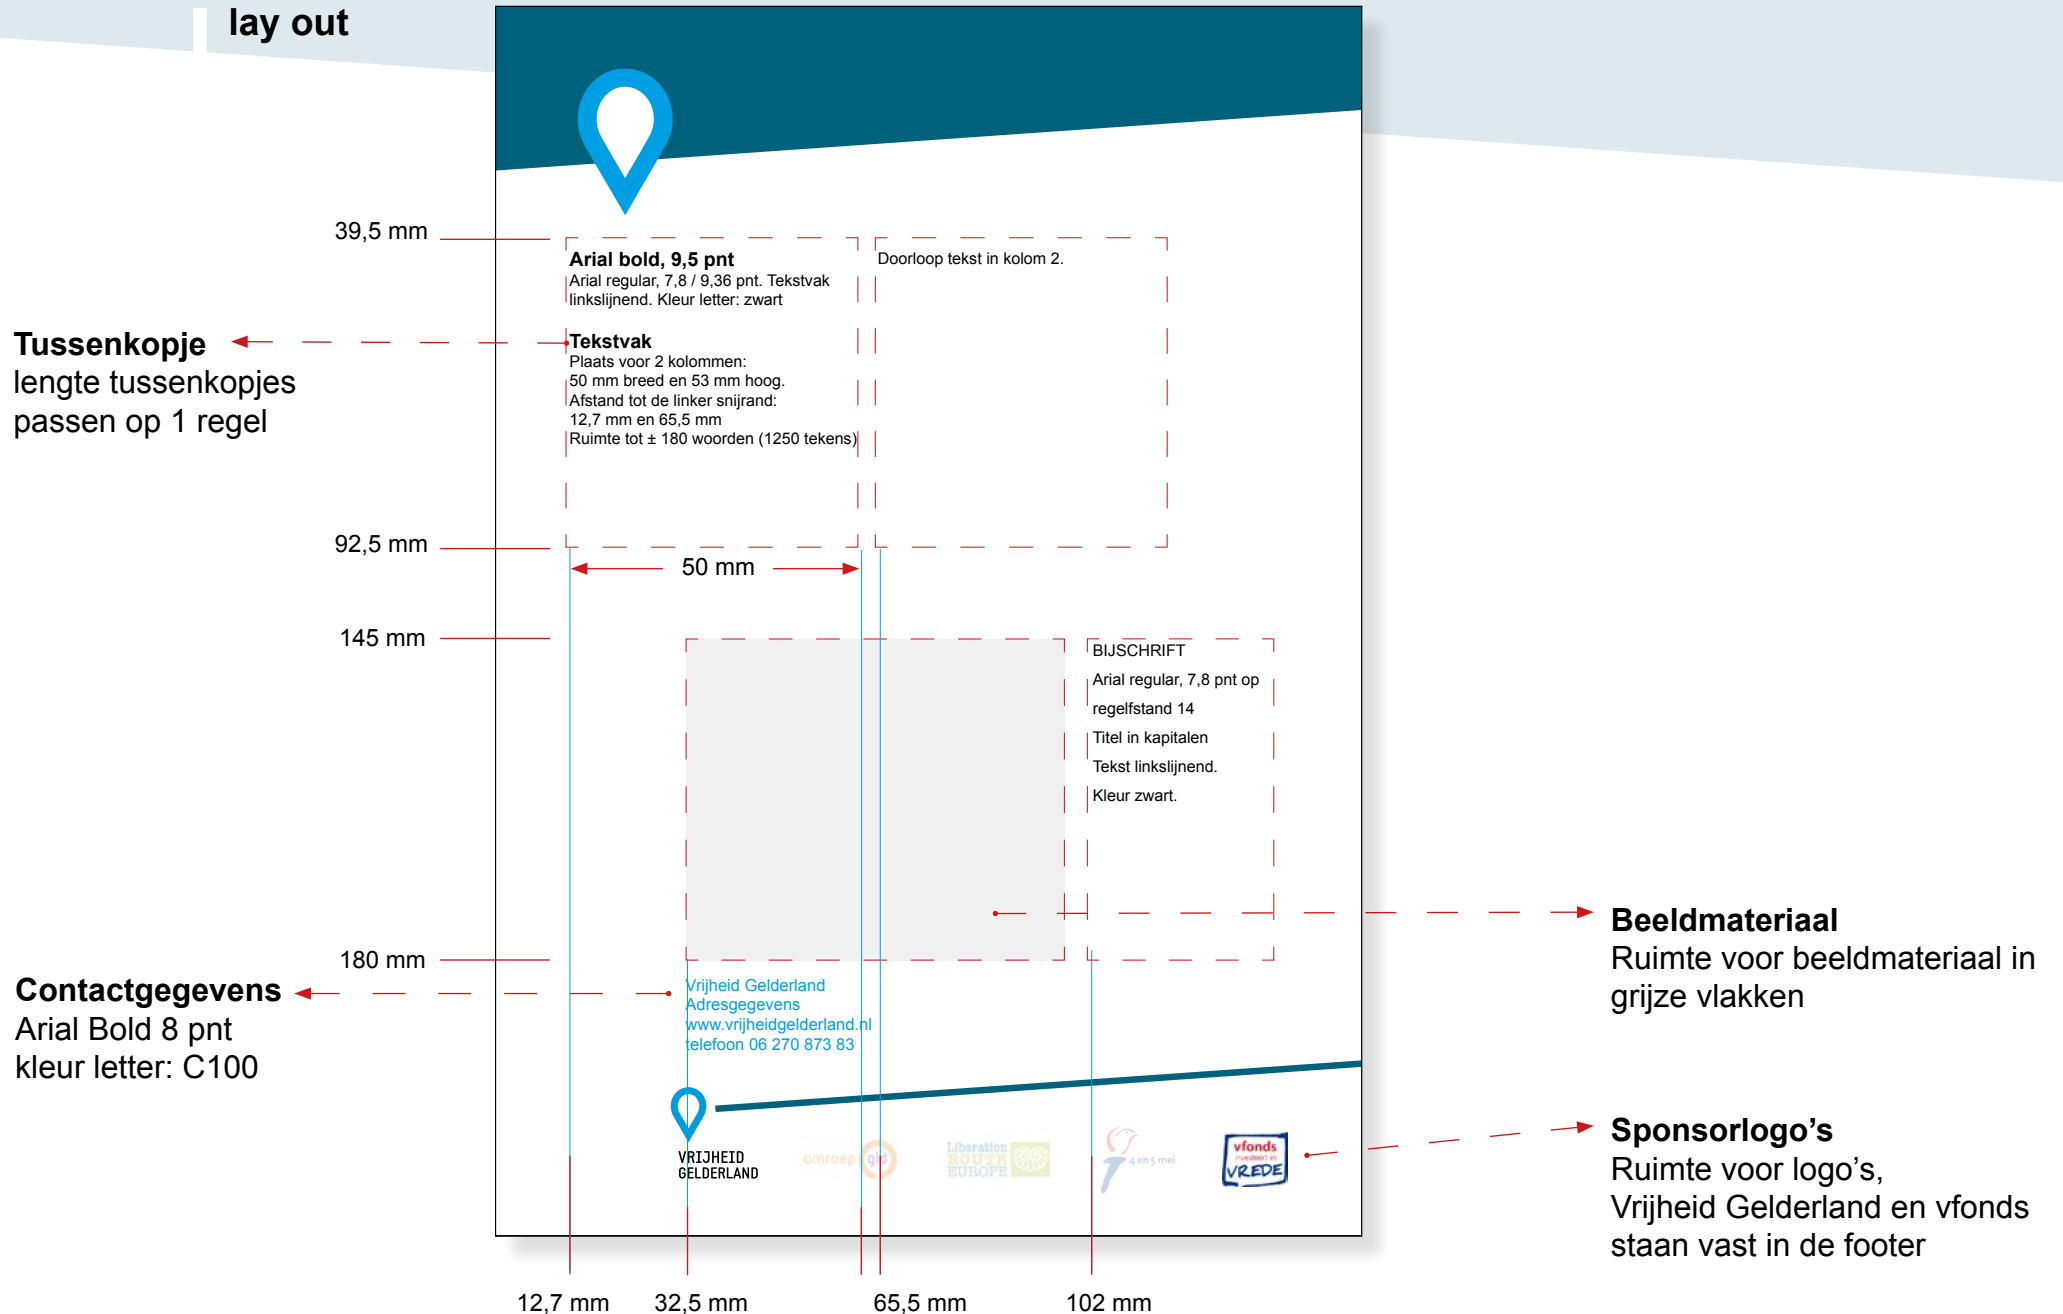 lay out
39,5 mm
Arial bold, 9,5 pnt
Arial regular, 7,8 / 9,36 pnt. Tekstvak
linkslijnend. Kleur letter: zwart
Doorloop tekst in kolom 2.
Tussenkopje
lengte tussenkopjes
passen op 1 regel
Tekstvak
Plaats voor 2 kolommen:
50 mm breed en 53 mm hoog.
Afstand tot de linker snijrand:
12,7 mm en 65,5 mm
Ruimte tot ± 180 woorden (1250 tekens)
92,5 mm
50 mm
145 mm
BIJSCHRIFT
Arial regular, 7,8 pnt op
regelfstand 14
Titel in kapitalen
Tekst linkslijnend.
Kleur zwart.
180 mm
Beeldmateriaal
Ruimte voor beeldmateriaal in
grijze vlakken
Contactgegevens
Arial Bold 8 pnt
kleur letter: C100
Vrijheid Gelderland
Adresgegevens
www.vrijheidgelderland.nl
telefoon 06 270 873 83
VRIJHEID
GELDERLAND
omroep gld
Liberation
ROUTE
EUROPE
4 en 5 mei
vfonds
investeert in
VREDE
Sponsorlogo’s
Ruimte voor logo’s,
Vrijheid Gelderland en vfonds
staan vast in de footer
12,7 mm
32,5 mm
65,5 mm
102 mm